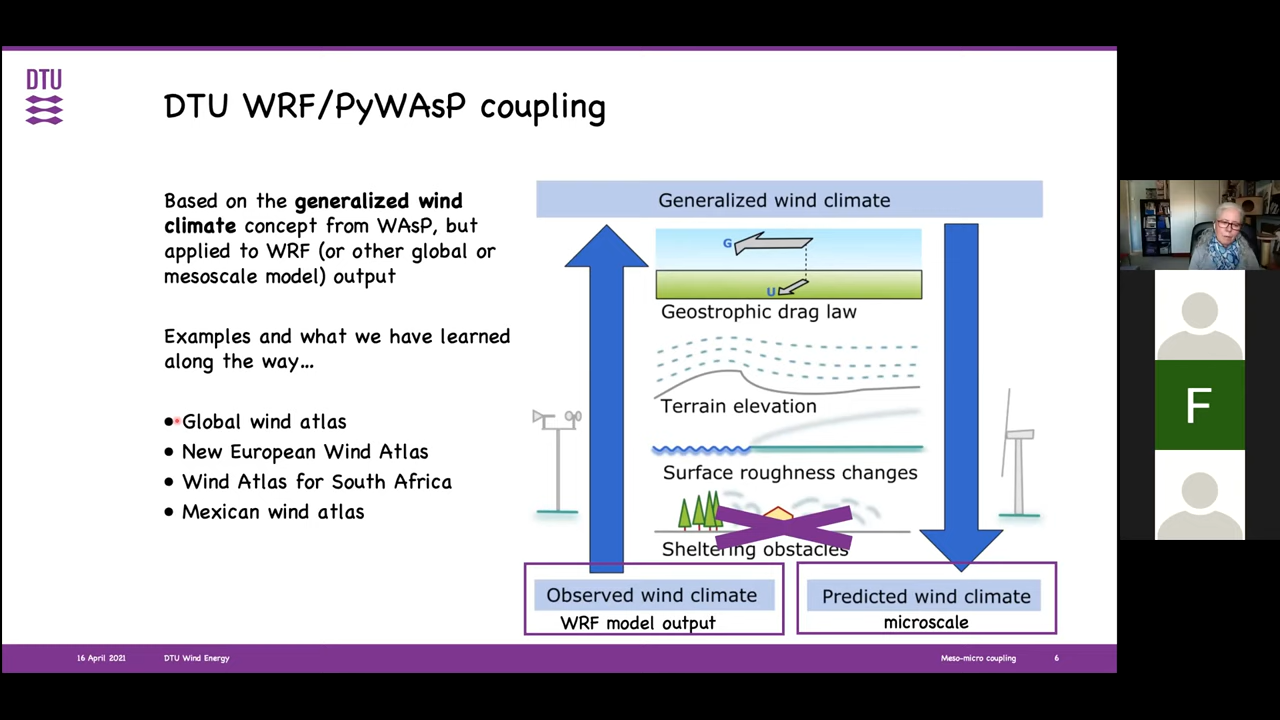 DTU
DTU WRF/PyWAsP coupling
Based on the generalized wind
climate concept from WAsP, but
applied to WRF (or other global or
mesoscale model) output
Examples and what we have learned
along the way...
• Global wind atlas
• New European Wind Atlas
• Wind Atlas for South Africa
• Mexican wind atlas
Generalized wind climate
G
U
Geostrophic drag law
Terrain elevation
Surface roughness changes
Sheltering obstacles
Observed wind climate
WRF model output
Predicted wind climate
microscale
16 April 2021
DTU Wind Energy
Meso-micro coupling
6
F